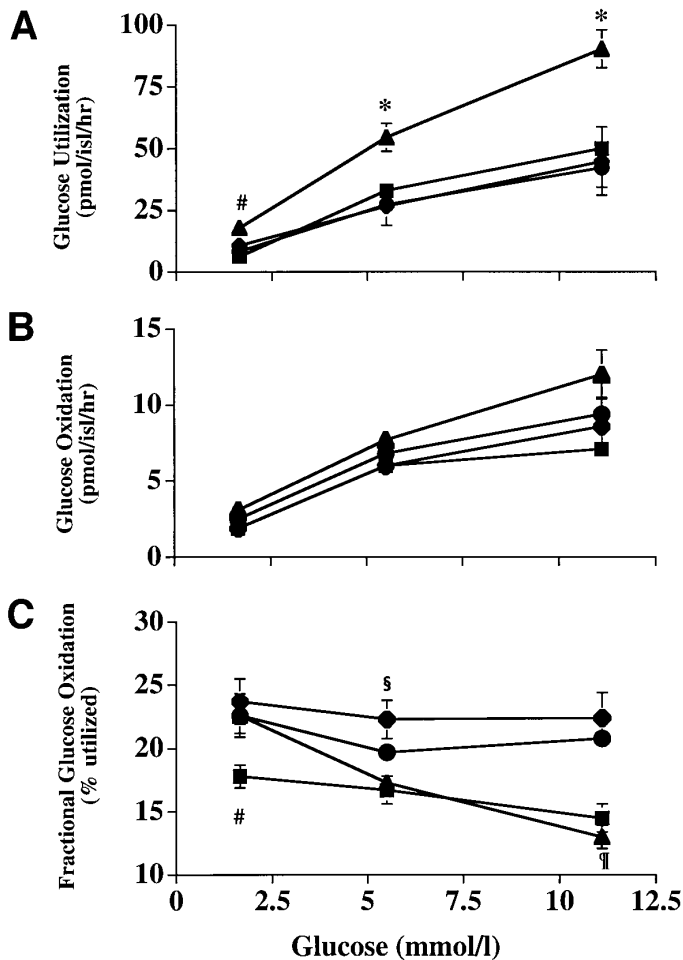 A
Glucose Utilization
(pmol/isl/hr)
100
75
50
25
0
#
*
*
B
Glucose Oxidation
(pmol/isl/hr)
15
10
5
0
C
Fractional Glucose Oxidation
(% utilized)
30
25
20
15
10
§
#
¶
0
2.5
5
7.5
10
12.5
Glucose (mmol/l)